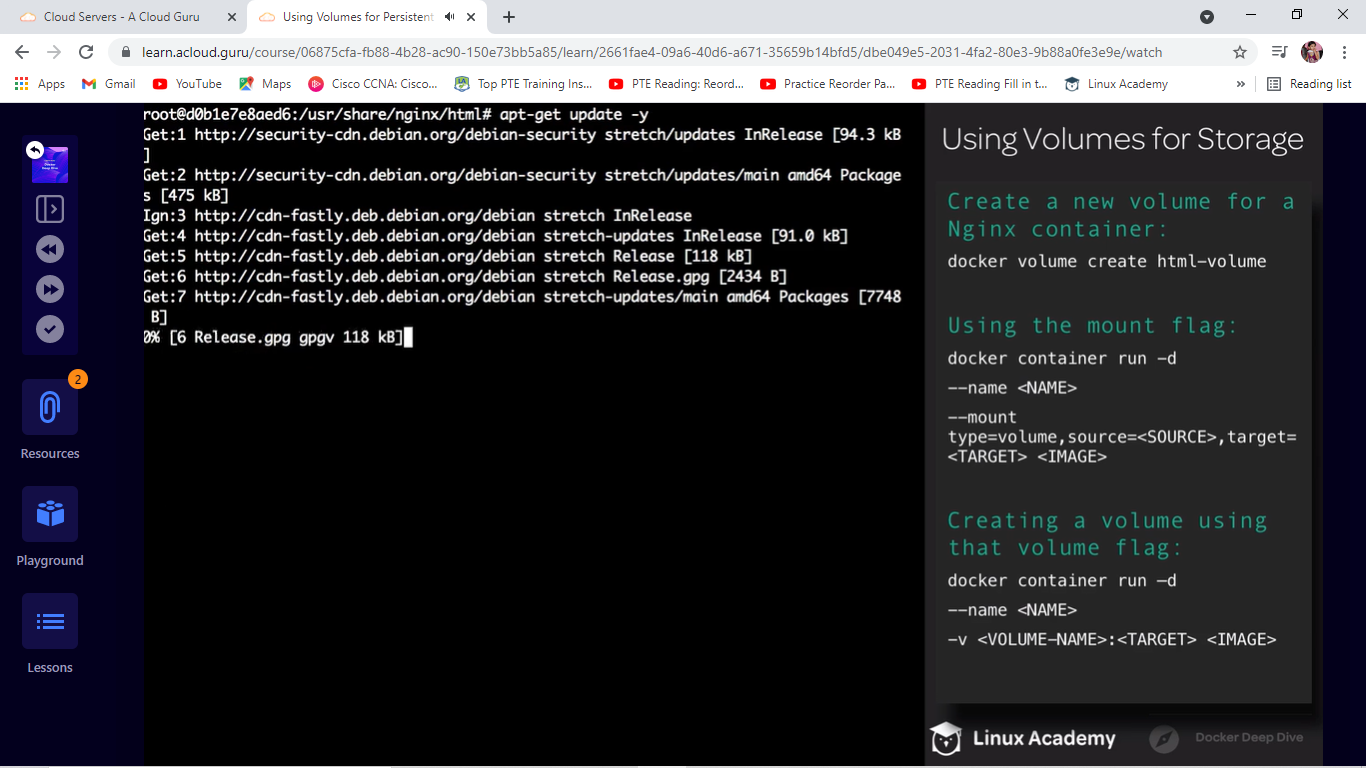 Cloud Servers - A Cloud Guru
Using Volumes for Persistent
learn.acloud.guru/course/06875cfa-fb88-4b28-ac90-150e73bb5a85/learn/2661fae4-09a6-40d6-a671-35659b14bfd5/dbe049e5-2031-4fa2-80e3-9b88a0fe3e9e/watch
Apps
Gmail
YouTube
Maps
Cisco CCNA: Cisco...
Top PTE Training Ins...
PTE Reading: Reord...
Practice Reorder Pa...
PTE Reading Fill in t...
Linux Academy
»
Reading list
Docker
Deep Dive
2
Resources
Playground
Lessons
root@d0b1e7e8aed6:/usr/share/nginx/html# apt-get update -y
Get:1 http://security-cdn.debian.org/debian-security stretch/updates InRelease [94.3 kB
]
Get:2 http://security-cdn.debian.org/debian-security stretch/updates/main amd64 Package
s [475 kB]
Ign:3 http://cdn-fastly.deb.debian.org/debian stretch InRelease
Get:4 http://cdn-fastly.deb.debian.org/debian stretch-updates InRelease [91.0 kB]
Get:5 http://cdn-fastly.deb.debian.org/debian stretch Release [118 kB]
Get:6 http://cdn-fastly.deb.debian.org/debian stretch Release.gpg [2434 B]
Get:7 http://cdn-fastly.deb.debian.org/debian stretch-updates/main amd64 Packages [7748
B]
0% [6 Release.gpg gpgv 118 kB]
Using Volumes for Storage
Create a new volume for a
Nginx container:
docker volume create html-volume
Using the mount flag:
docker container run -d
--name <NAME>
--mount
type=volume,source=<SOURCE>,target=
<TARGET> <IMAGE>
Creating a volume using
that volume flag:
docker container run -d
--name <NAME>
-v <VOLUME-NAME>:<TARGET> <IMAGE>
Linux Academy
Docker Deep Dive